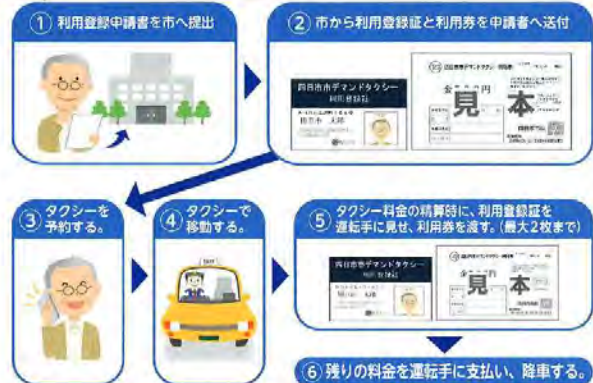 ① 利用登録申請書を市へ提出
② 市から利用登録証と利用券を申請者へ送付
四日市市デマンドタクシー
利用登録証
見本
③ タクシーを
予約する。
④ タクシーで
移動する。
⑤ タクシー料金の精算時に、利用登録証を
運転手に見せ、利用券を渡す。(最大2枚まで)
四日市市デマンドタクシー
利用登録証
見本
⑥ 残りの料金を運転手に支払い、降車する。